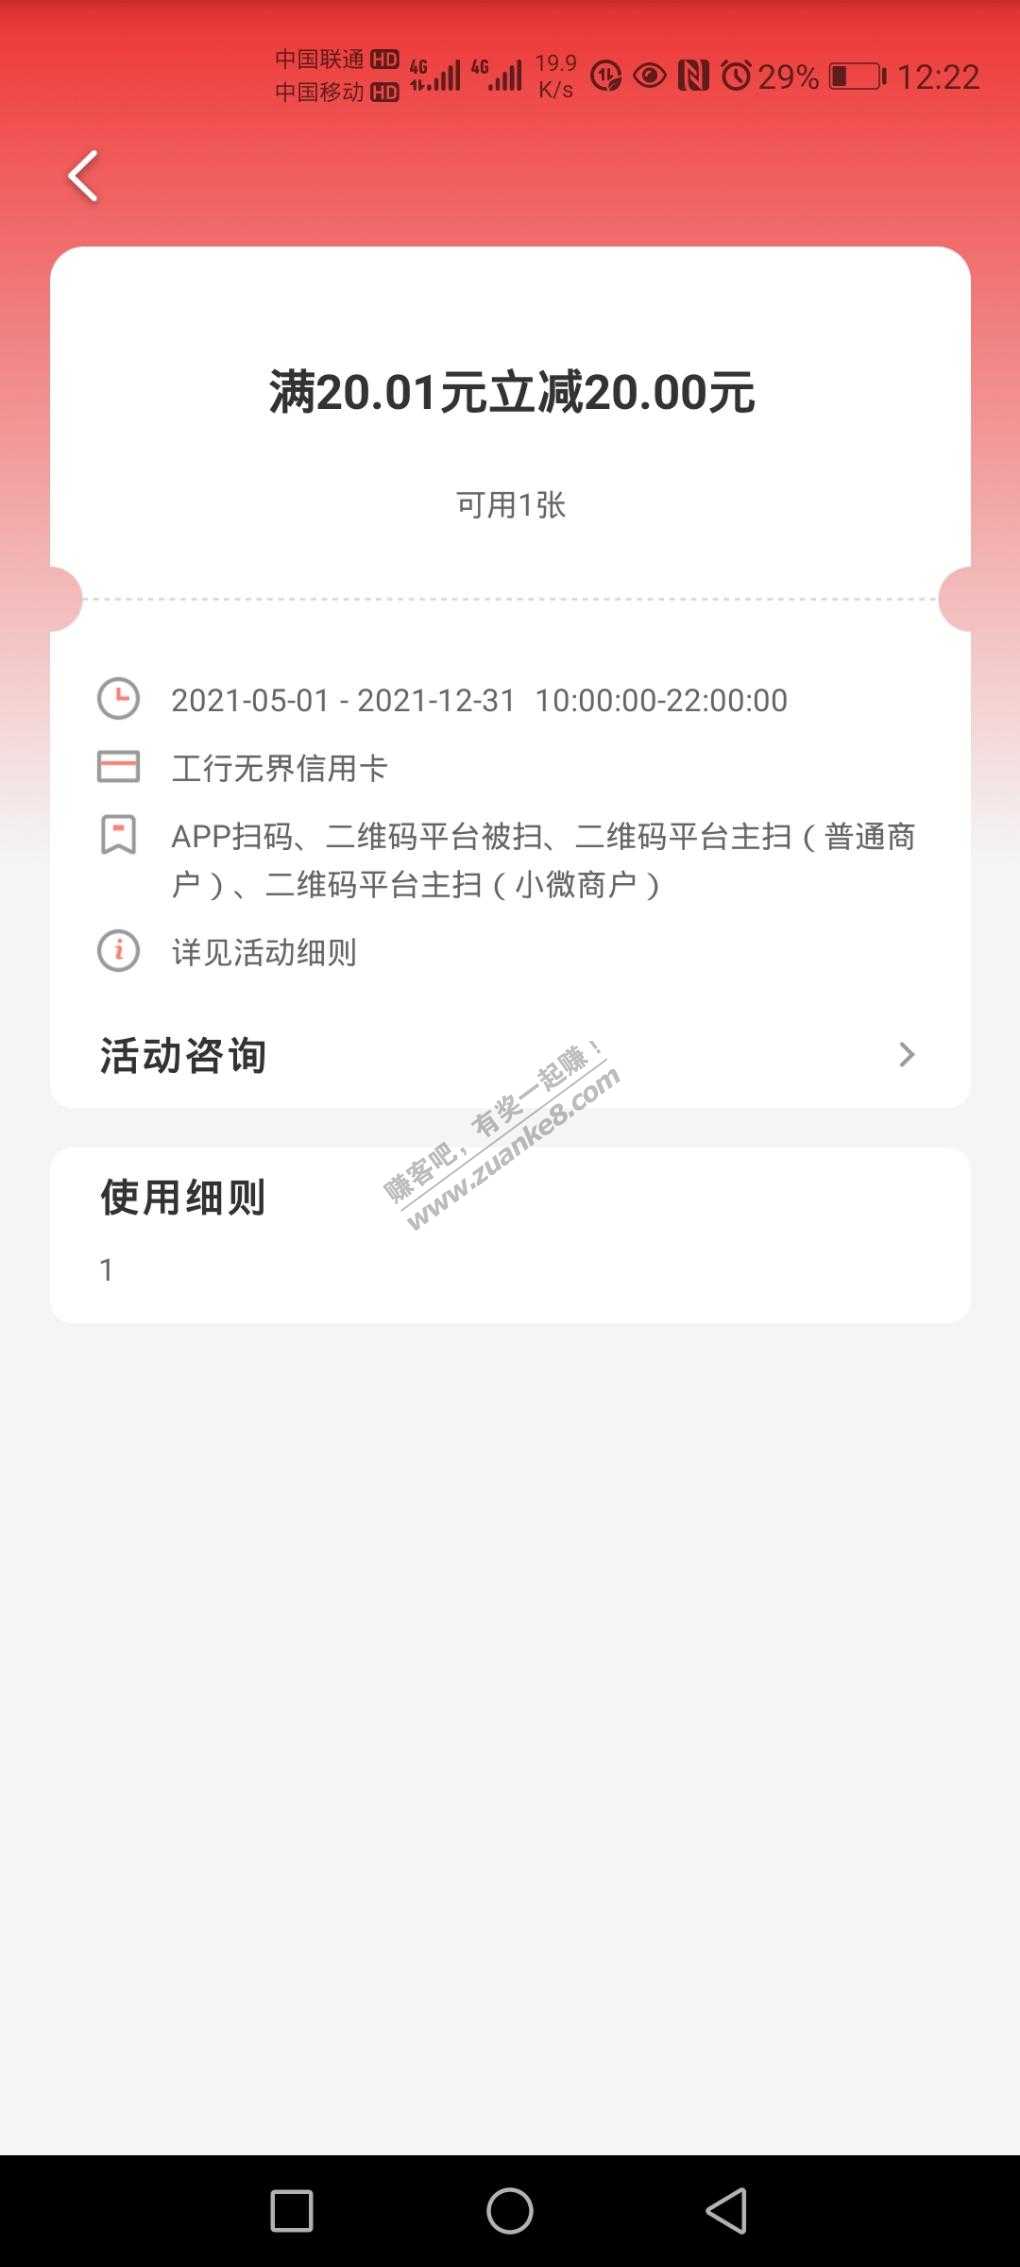 中国联通 HD 4G 4G 19.9 29% 12:22
中国移动 HD K/s
满20.01元立减20.00元
可用1张
2021-05-01 - 2021-12-31 10:00:00-22:00:00
工行无界信用卡
APP扫码、二维码平台被扫、二维码平台主扫（普通商
户）、二维码平台主扫（小微商户）
详见活动细则
活动咨询
赚客吧，有奖一起赚！
www.zuanke8.com
使用细则
1